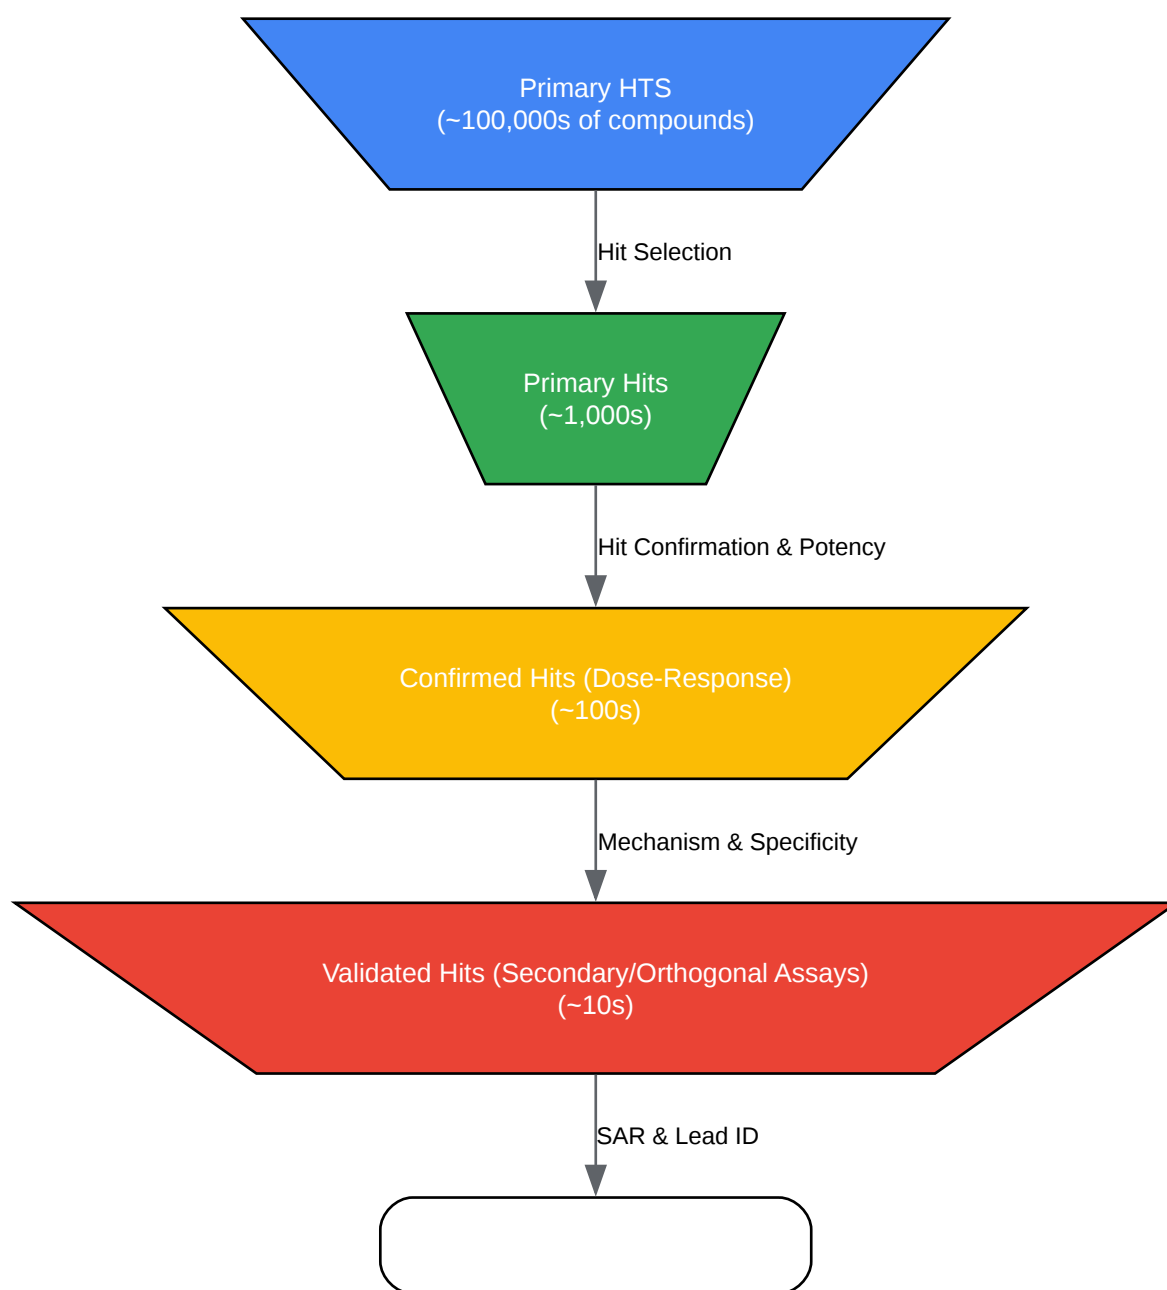 Primary HTS
(~100,000s of compounds)
Hit Selection
Primary Hits
(~1,000s)
Hit Confirmation & Potency
Confirmed Hits (Dose-Response)
(~100s)
Mechanism & Specificity
Validated Hits (Secondary/Orthogonal Assays)
(~10s)
SAR & Lead ID